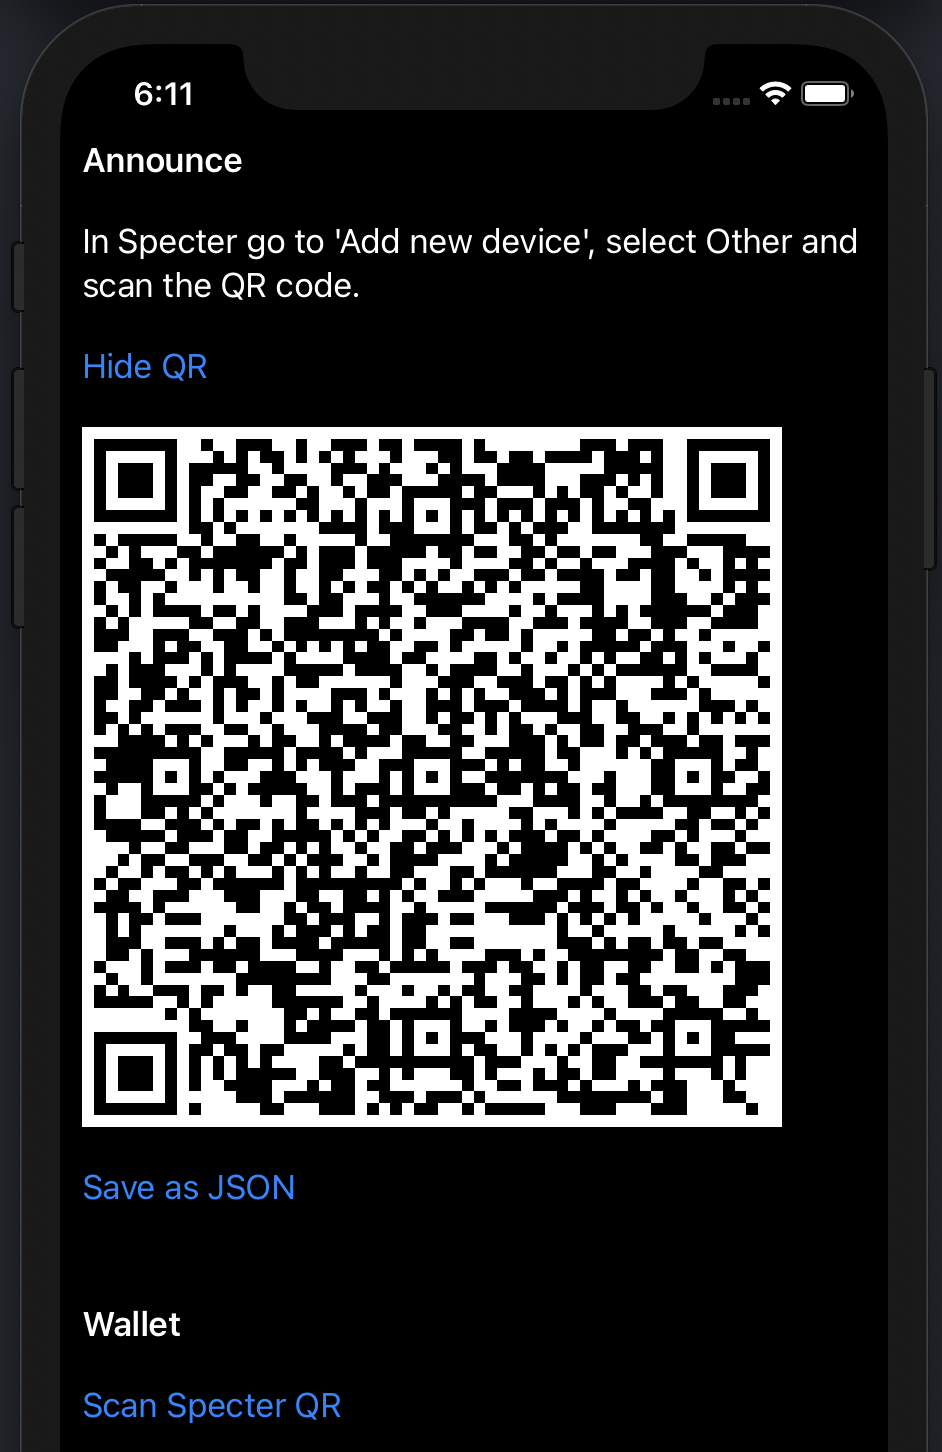 6:11
Announce
In Specter go to 'Add new device', select Other and
scan the QR code.
Hide QR
Save as JSON
Wallet
Scan Specter QR